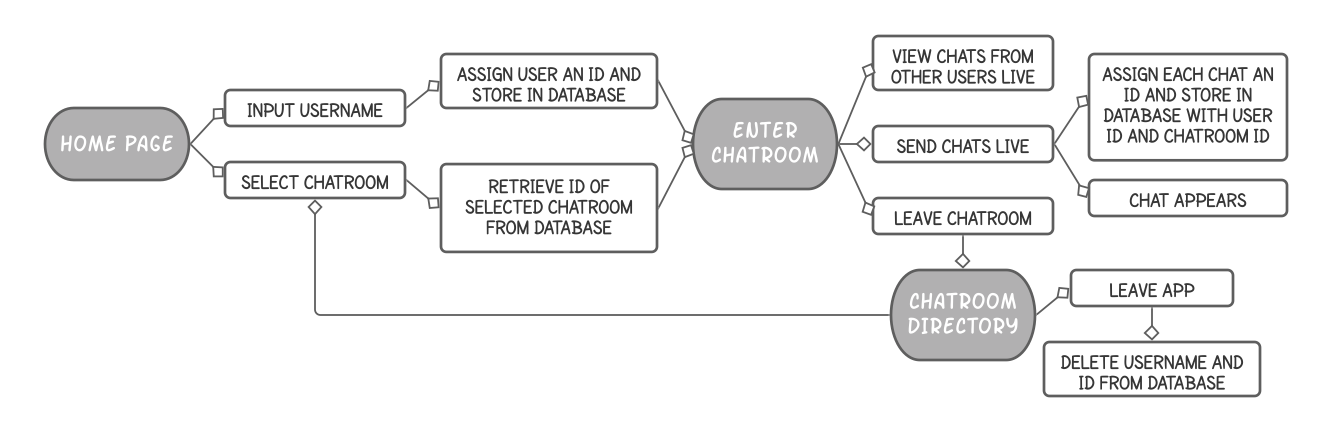 HOME PAGE
INPUT USERNAME
SELECT CHATROOM
ASSIGN USER AN ID AND
STORE IN DATABASE
RETRIEVE ID OF
SELECTED CHATROOM
FROM DATABASE
ENTER
CHATROOM
VIEW CHATS FROM
OTHER USERS LIVE
SEND CHATS LIVE
LEAVE CHATROOM
ASSIGN EACH CHAT AN
ID AND STORE IN
DATABASE WITH USER
ID AND CHATROOM ID
CHAT APPEARS
CHATROOM
DIRECTORY
LEAVE APP
DELETE USERNAME AND
ID FROM DATABASE